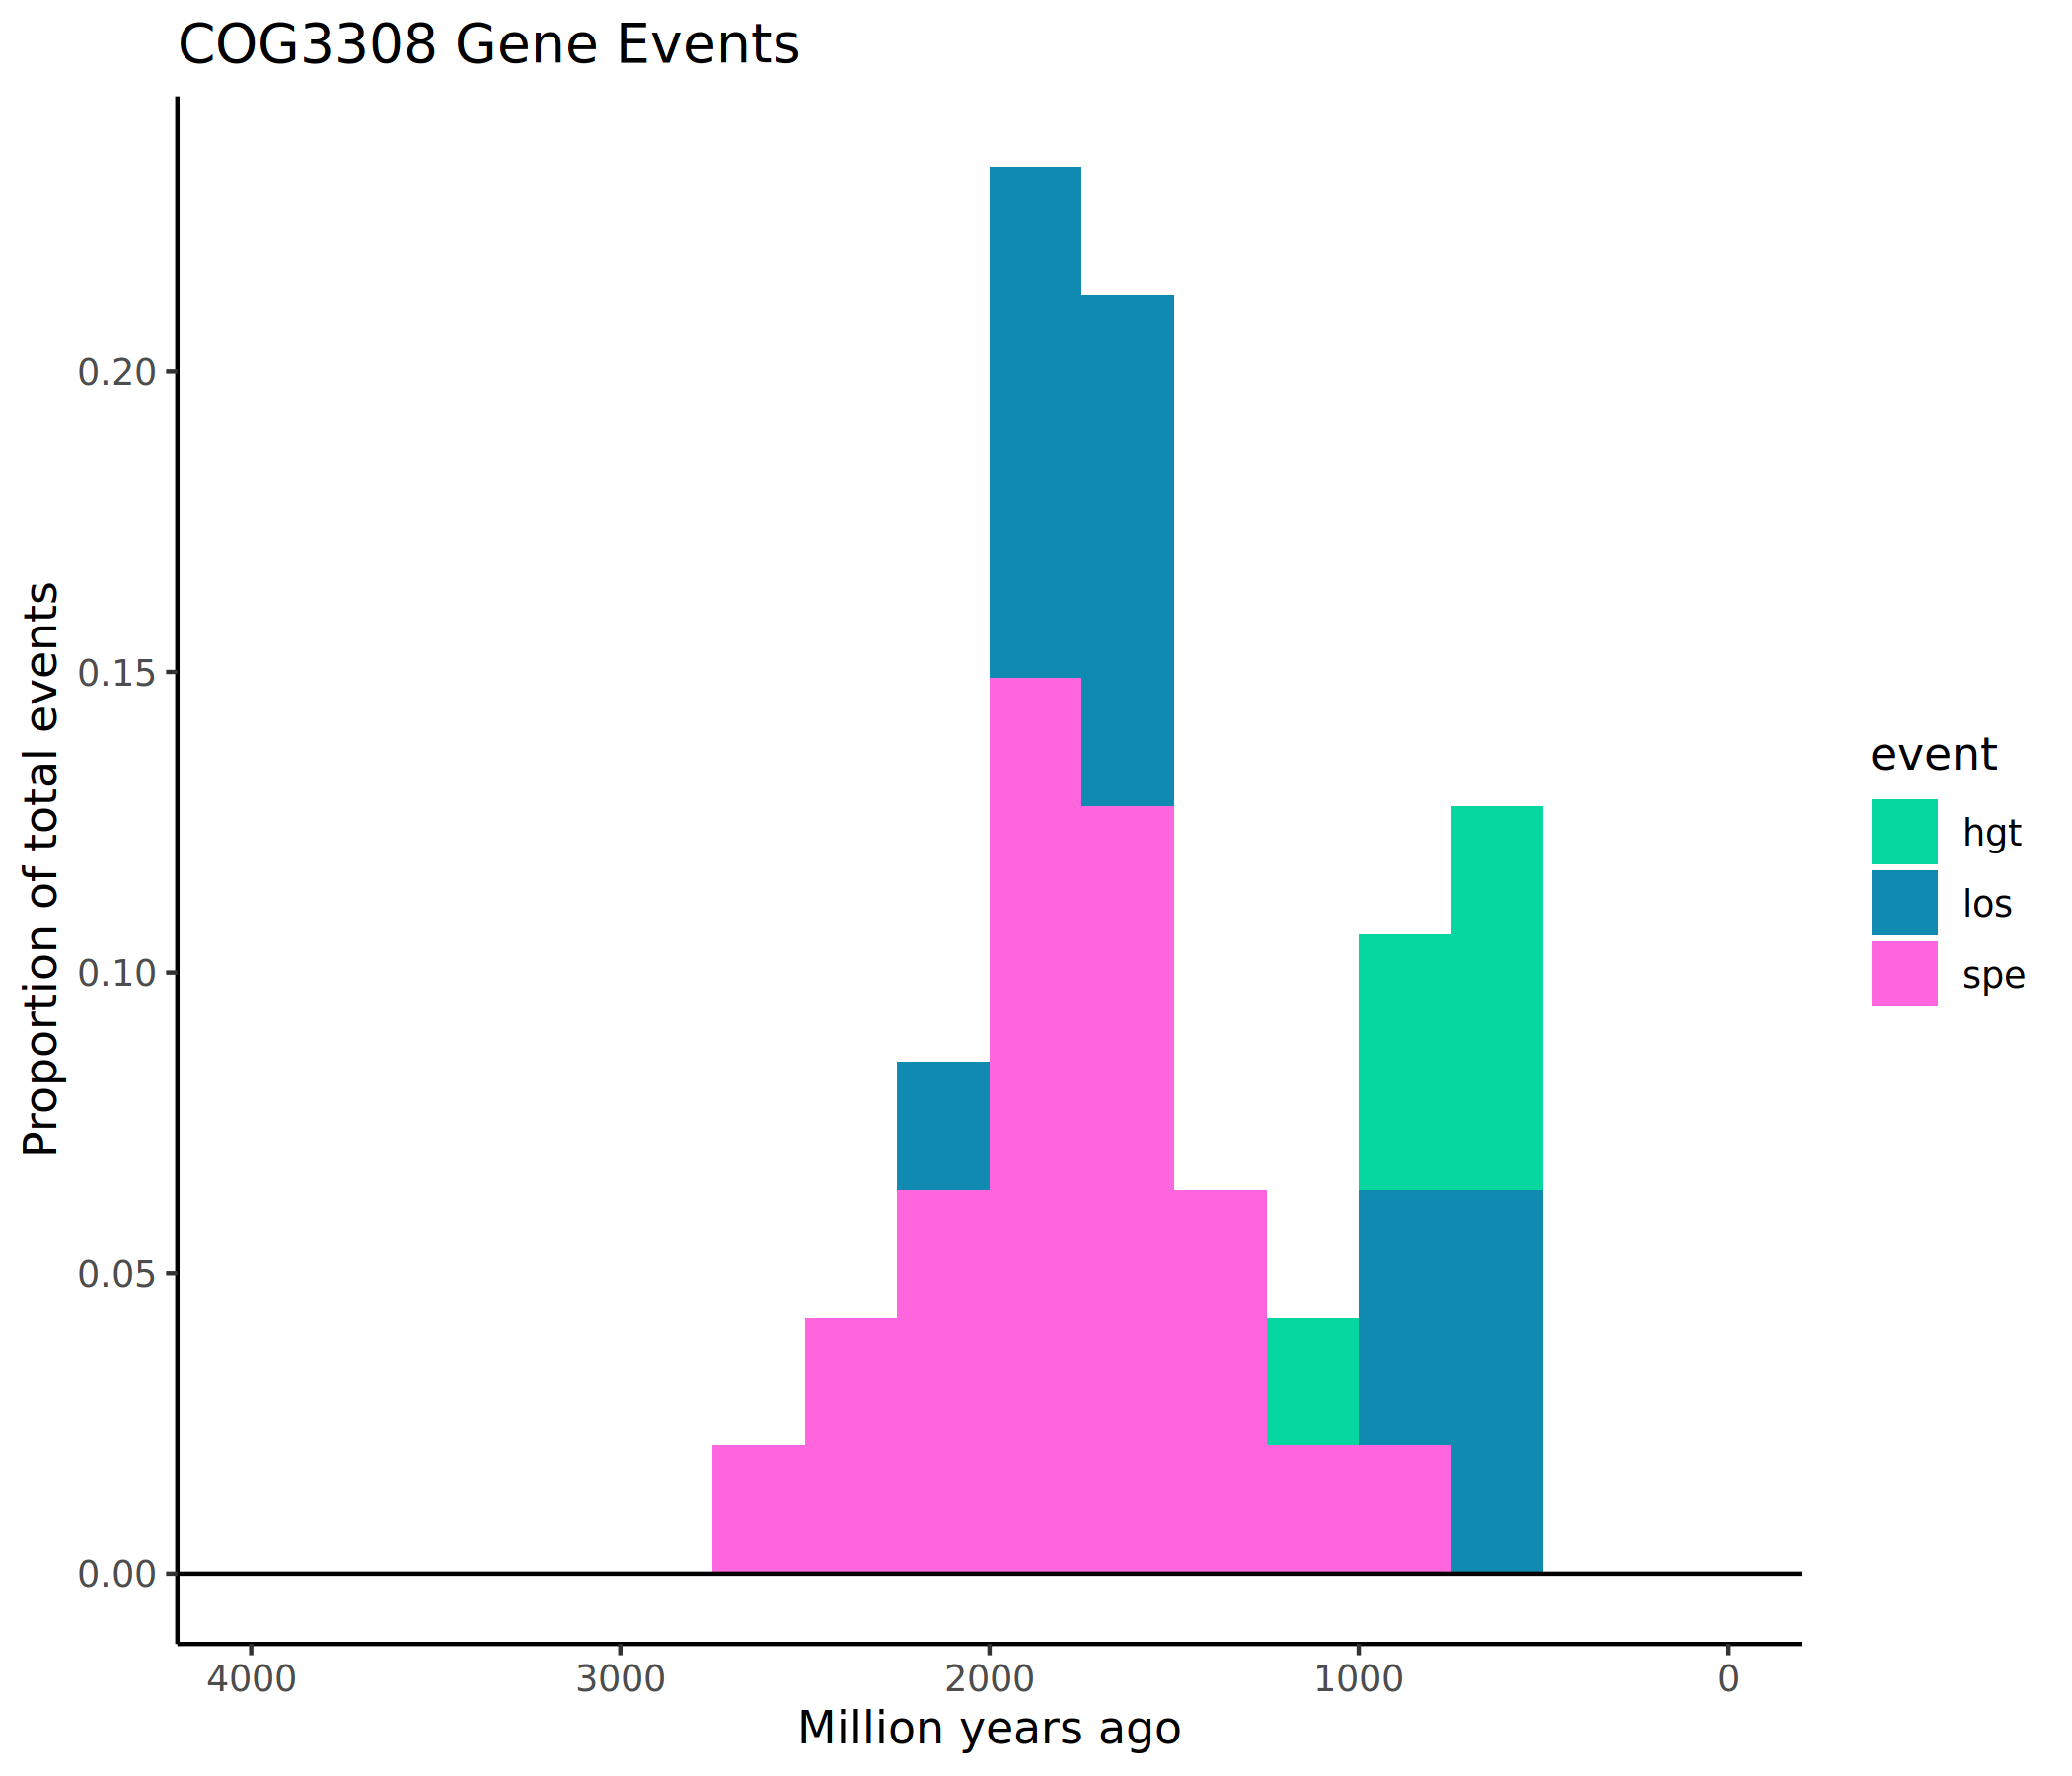 COG3308 Gene Events
Proportion of total events
0.20
0.15
0.10
0.05
0.00
4000 3000 2000 1000 0
Million years ago
event
hgt
los
spe